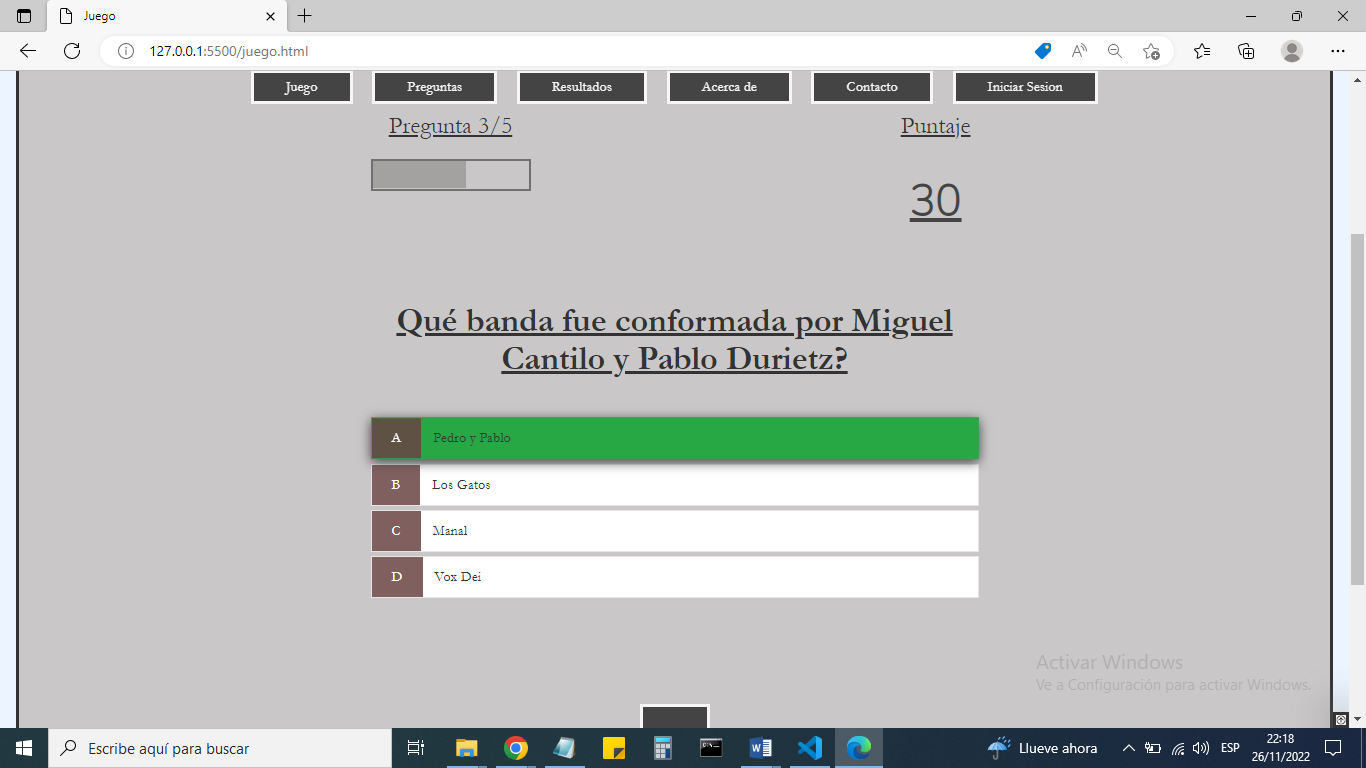 Juego
127.0.0.1:5500/juego.html
Juego Preguntas Resultados Acerca de Contacto Iniciar Sesion
Pregunta 3/5 Puntaje
30
Qué banda fue conformada por Miguel
Cantilo y Pablo Durietz?
A Pedro y Pablo
B Los Gatos
C Manal
D Vox Dei
Activar Windows
Ve a Configuración para activar Windows.
Escribe aquí para buscar
Llueve ahora
ESP
22:18
26/11/2022